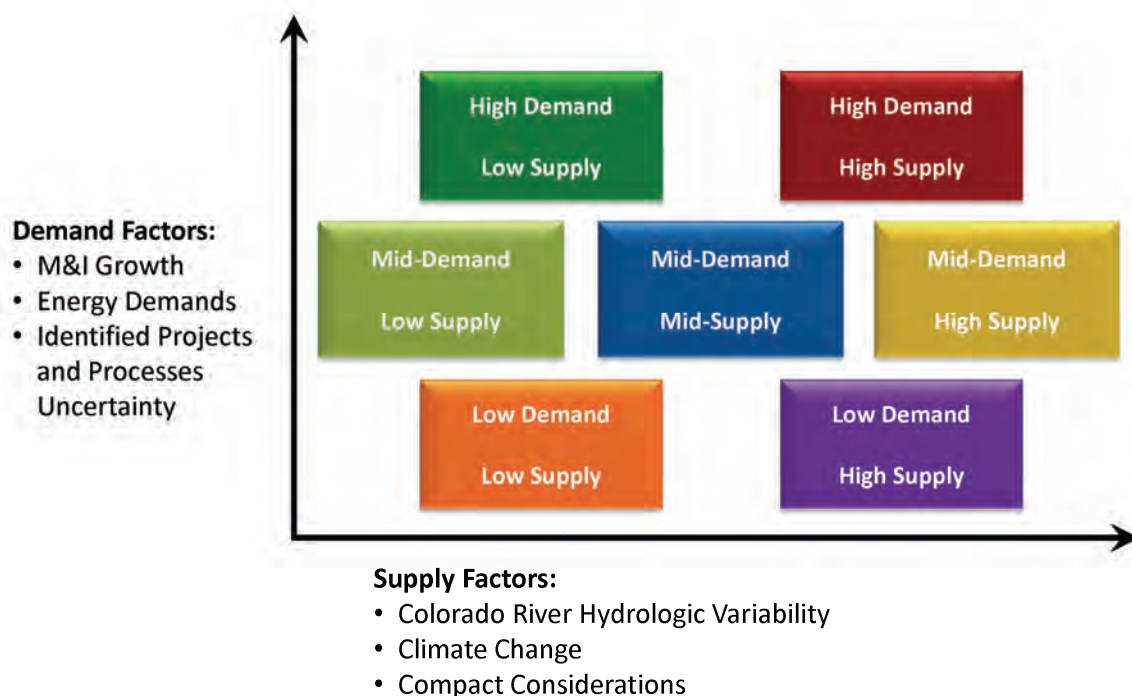 High Demand
Low Supply
High Demand
High Supply
Demand Factors:
• M&I Growth
• Energy Demands
• Identified Projects
and Processes
Uncertainty
Mid-Demand
Low Supply
Mid-Demand
Mid-Supply
Mid-Demand
High Supply
Low Demand
Low Supply
Low Demand
High Supply
Supply Factors:
• Colorado River Hydrologic Variability
• Climate Change
• Compact Considerations